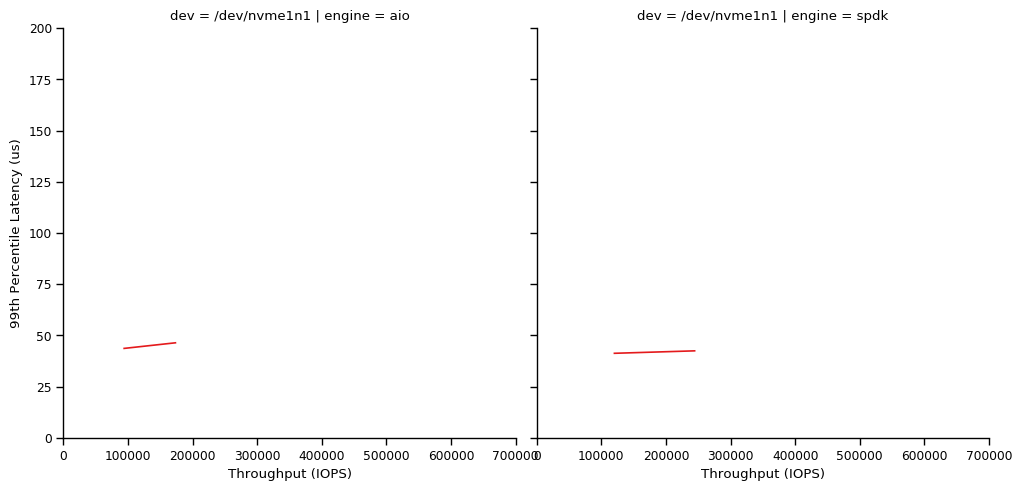 dev = /dev/nvme1n1 | engine = aio
dev = /dev/nvme1n1 | engine = spdk
99th Percentile Latency (us)
200
175
150
125
100
75
50
25
0
0 100000 200000 300000 400000 500000 600000 700000
0 100000 200000 300000 400000 500000 600000 700000
Throughput (IOPS)
Throughput (IOPS)